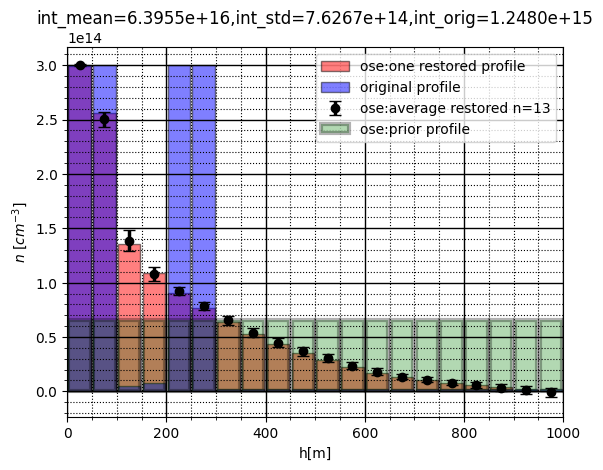 int_mean=6.3955e+16,int_std=7.6267e+14,int_orig=1.2480e+15
1e14
ose:one restored profile
original profile
ose:average restored n=13
ose:prior profile
3.0
2.5
2.0
1.5
1.0
0.5
0.0
n [cm⁻³]
0 200 400 600 800 1000
h[m]